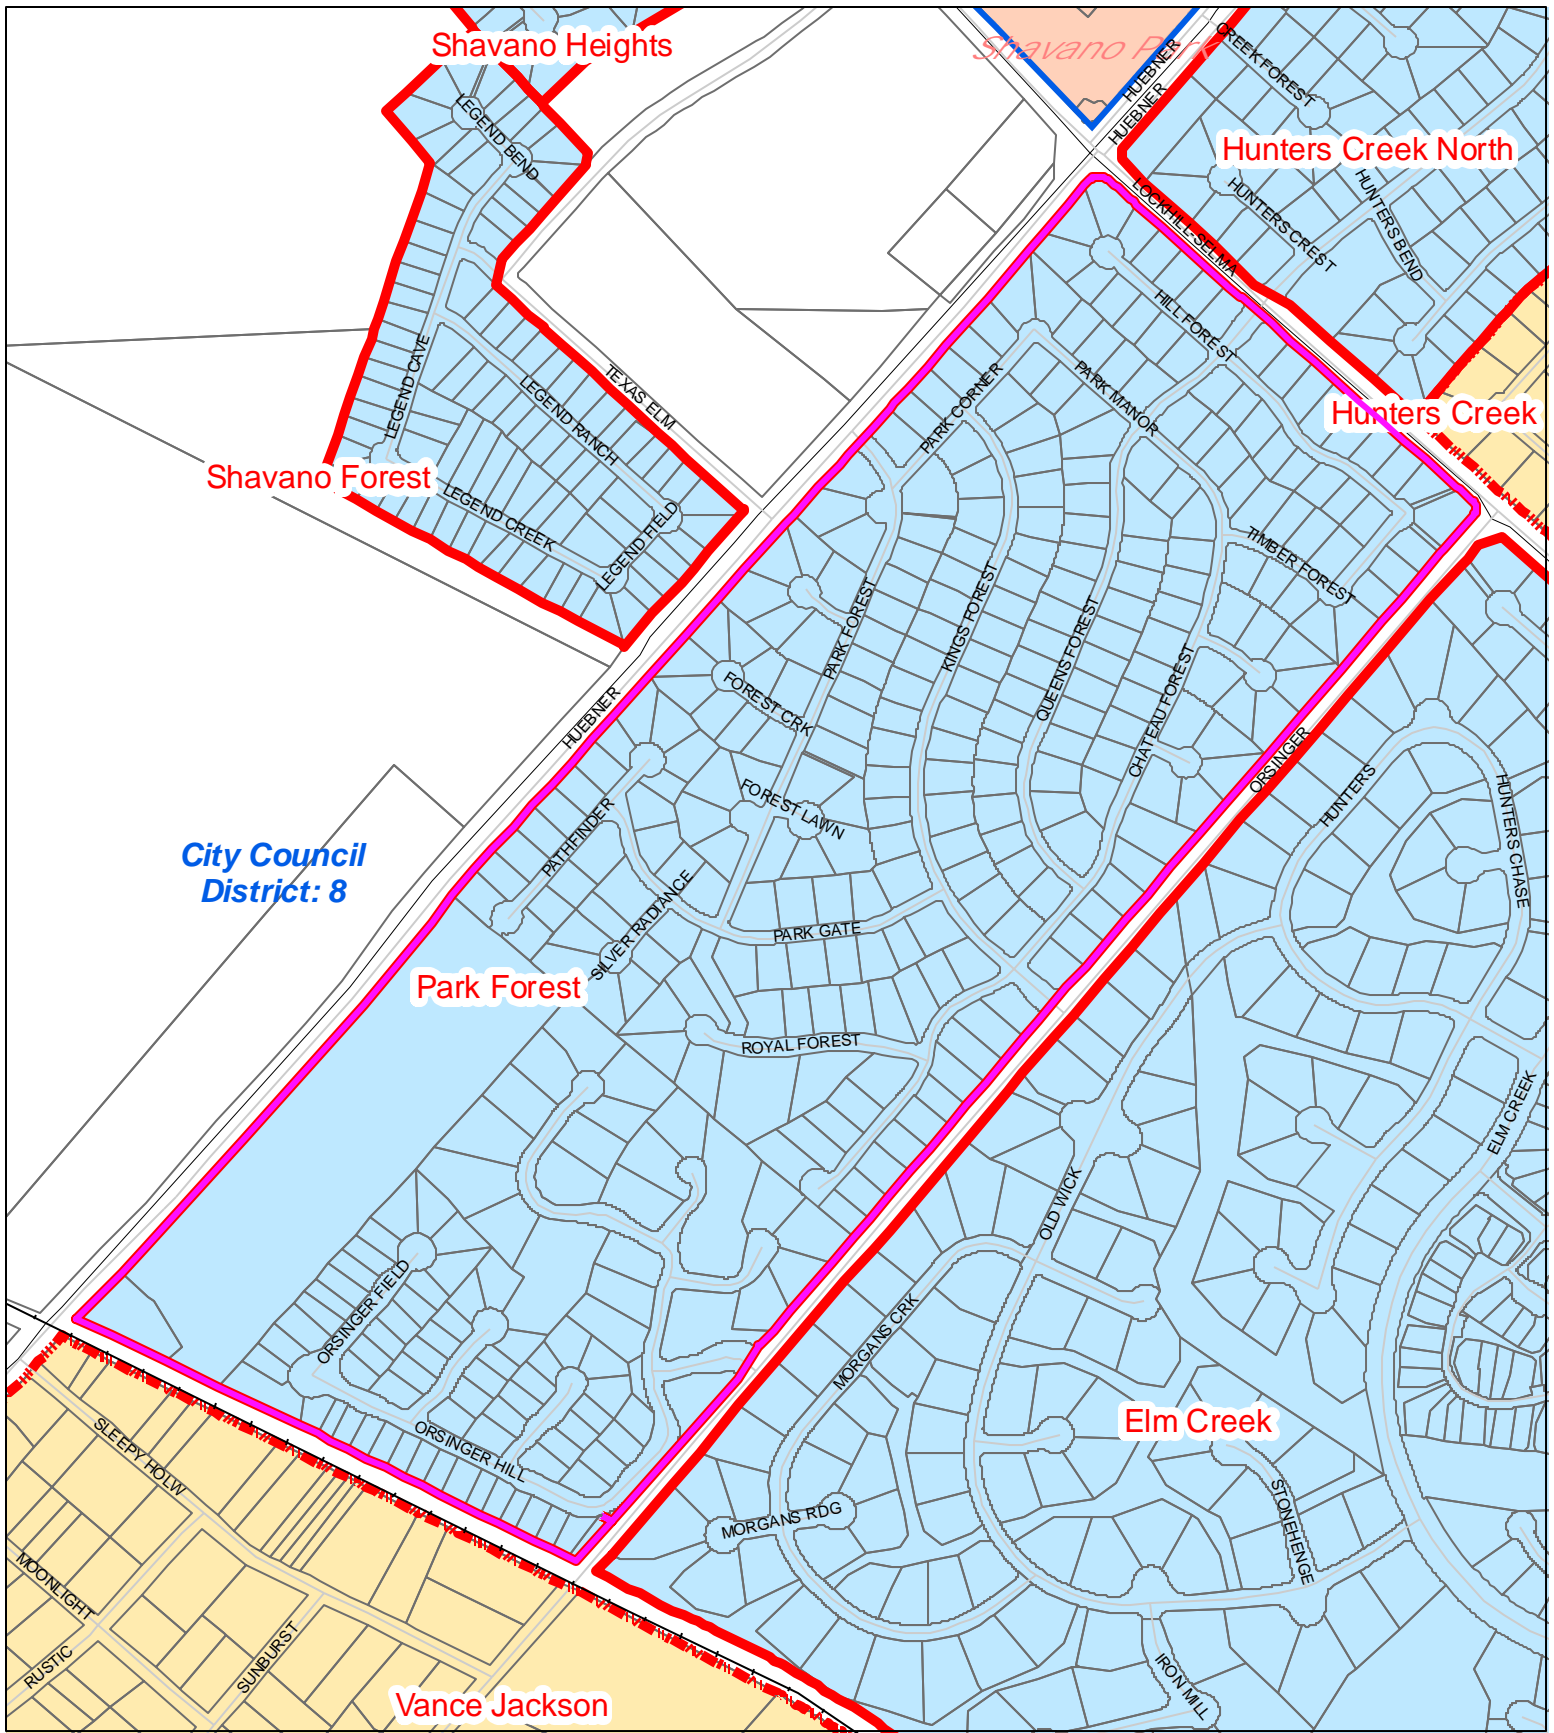 Shavano Heights
Shavano Park
HUEBNER
HUEBNER
CREEK FOREST
LEGEND BEND
Hunters Creek North
LOCKHILL-SELMA
HUNTERS CREST
HUNTERS BEND
HILL FOREST
LEGEND CAVE
TEXAS ELM
LEGEND RANCH
PARK CORNER
PARK MANOR
Hunters Creek
Shavano Forest
LEGEND CREEK
LEGEND FIELD
TIMBER FOREST
PARK FOREST
KINGS FOREST
QUEENS FOREST
CHATEAU FOREST
FOREST CRK
HUEBNER
ORSINGER
HUNTERS
HUNTERS CHASE
FOREST LAWN
PATHFINDER
City Council
District: 8
SILVER RADIANCE
PARK GATE
Park Forest
ROYAL FOREST
ELM CREEK
OLD WICK
ORSINGER FIELD
MORGANS CRK
Elm Creek
SLEEPY HOLW
ORSINGER HILL
STONEHENGE
MORGANS RDG
MOONLIGHT
RUSTIC
SUNBURST
IRON MILL
Vance Jackson